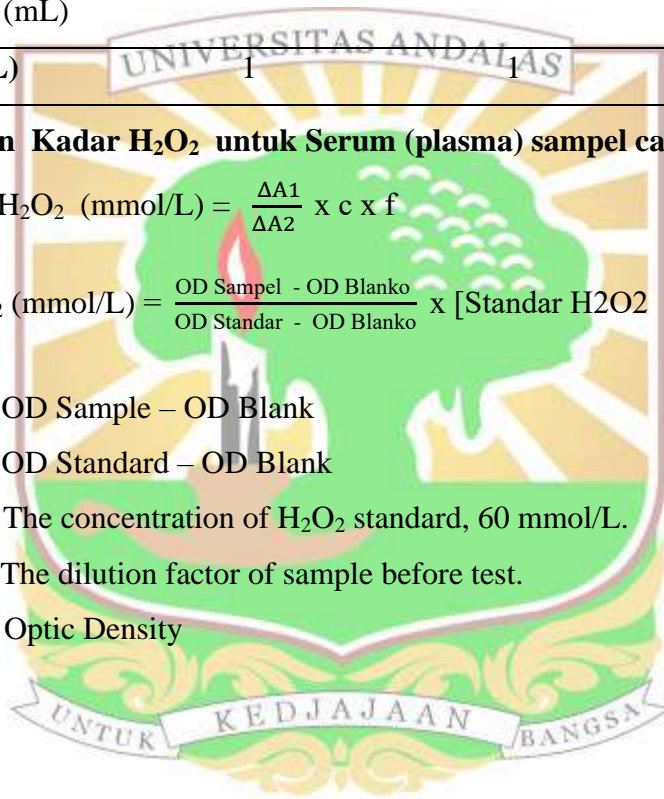 (mL)
UNIVERSITAS ANDALAS
L) 1 1
n Kadar H₂O₂ untuk Serum (plasma) sampel ca
H₂O₂ (mmol/L) = ΔA1/ΔA2 x c x f
₂ (mmol/L) = OD Sampel - OD Blanko/OD Standar - OD Blanko x [Standar H2O2
OD Sample – OD Blank
OD Standard – OD Blank
The concentration of H₂O₂ standard, 60 mmol/L.
The dilution factor of sample before test.
Optic Density
UNTUK KEDJAJAAN BANGSA